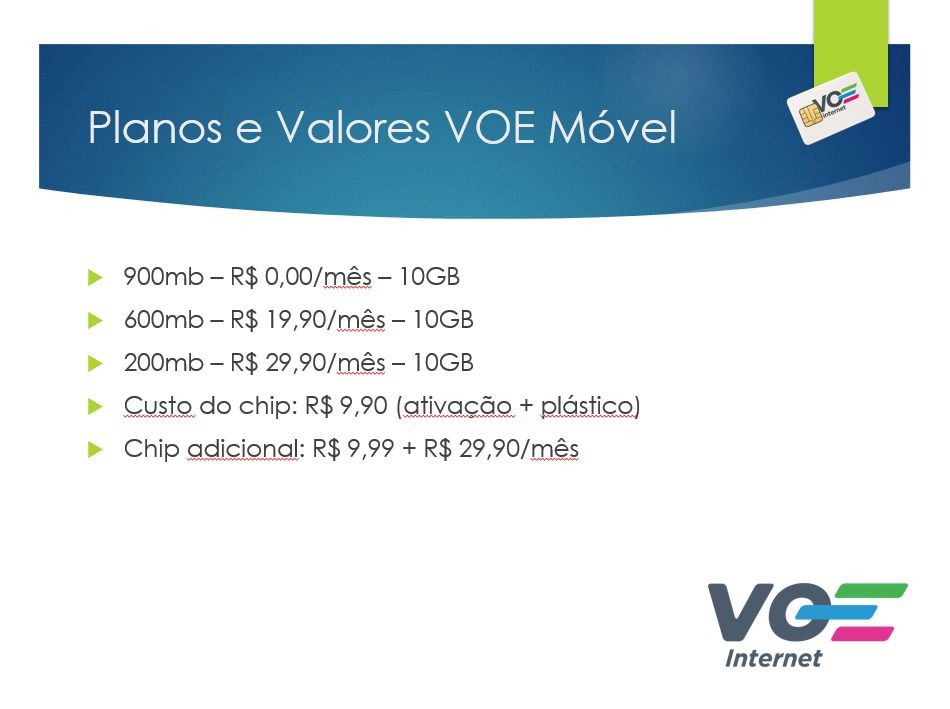 Planos e Valores VOE Móvel
VOE
Internet
900mb – R$ 0,00/mês – 10GB
600mb – R$ 19,90/mês – 10GB
200mb – R$ 29,90/mês – 10GB
Custo do chip: R$ 9,90 (ativação + plástico)
Chip adicional: R$ 9,99 + R$ 29,90/mês
VOE
Internet